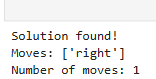 Solution found!
Moves: ['right']
Number of moves: 1